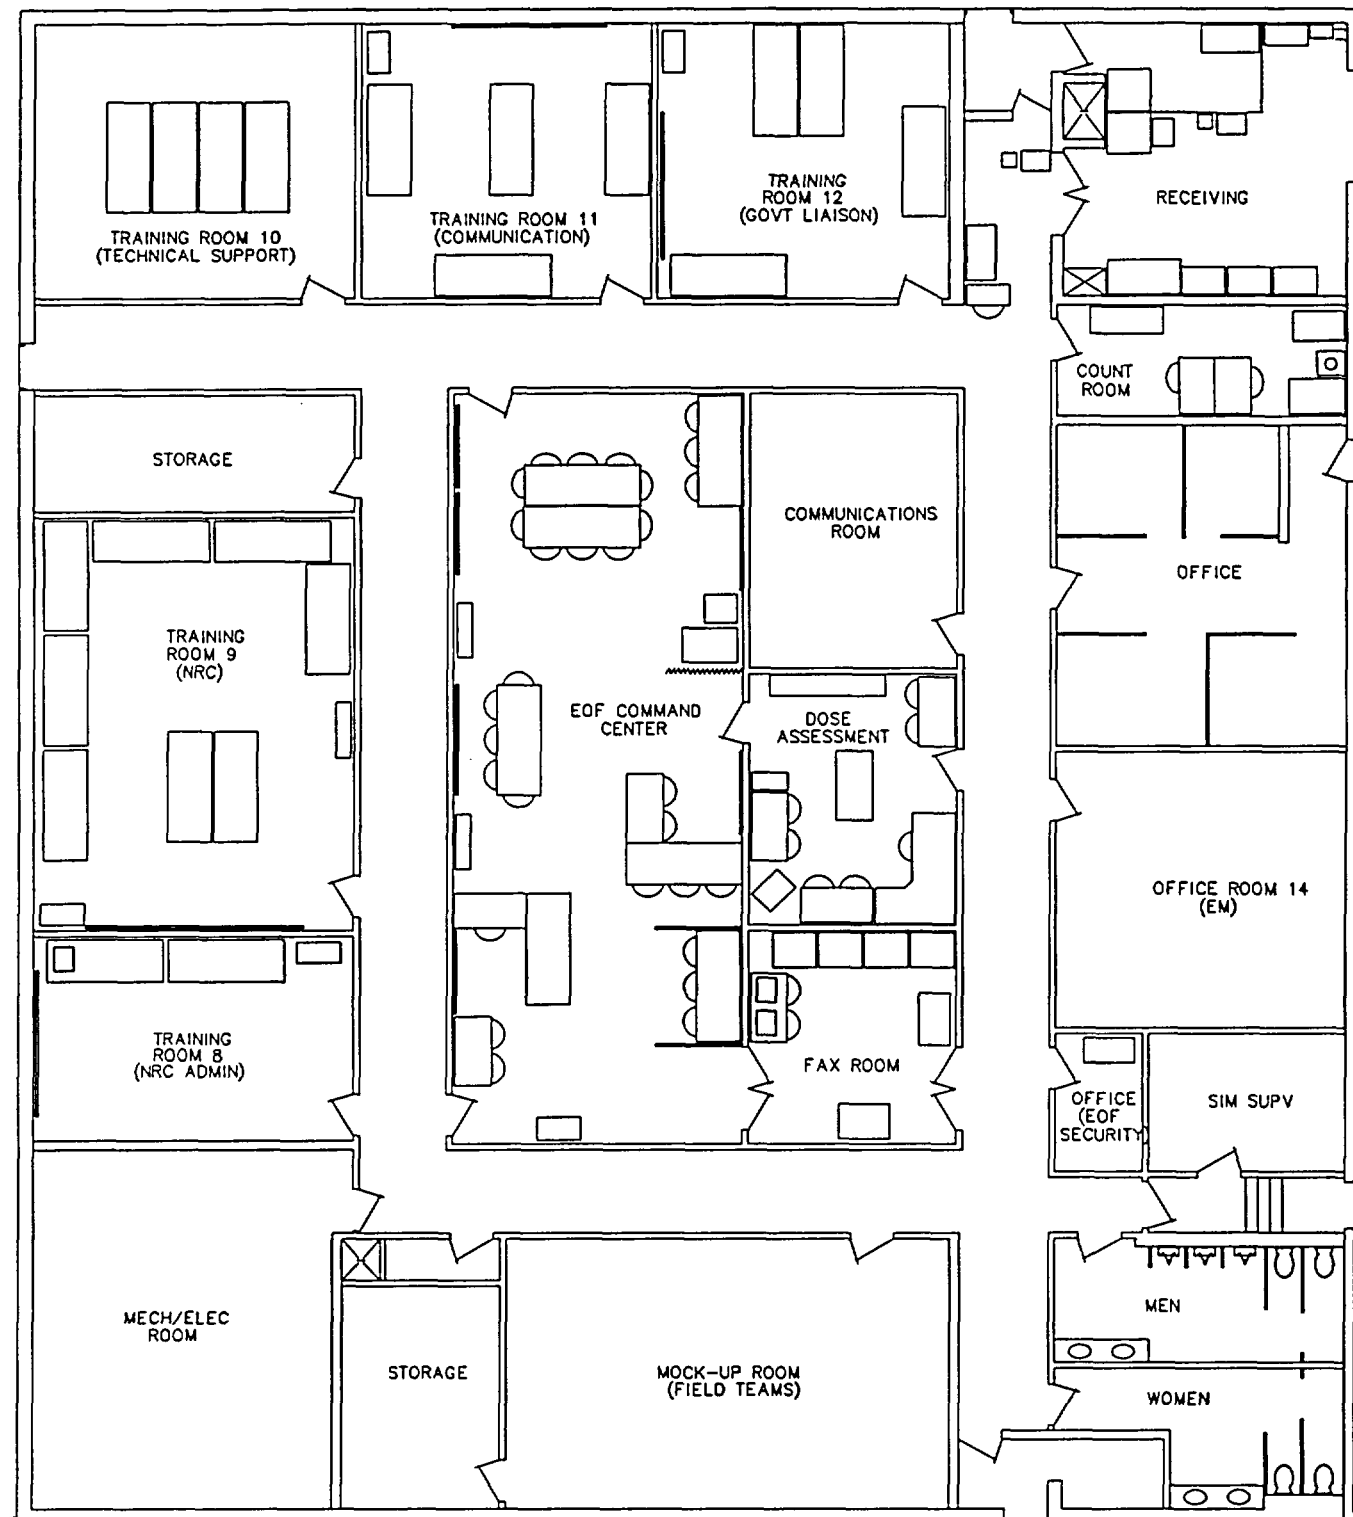 TRAINING ROOM 10
(TECHNICAL SUPPORT)
TRAINING ROOM 11
(COMMUNICATION)
TRAINING
ROOM 12
(GOVT LIAISON)
RECEIVING
COUNT
ROOM
STORAGE
COMMUNICATIONS
ROOM
OFFICE
TRAINING
ROOM 9
(NRC)
EOF COMMAND
CENTER
DOSE
ASSESSMENT
OFFICE ROOM 14
(EM)
TRAINING
ROOM 8
(NRC ADMIN)
FAX ROOM
OFFICE
(EOF
SECURITY)
SIM SUPV
MECH/ELEC
ROOM
STORAGE
MOCK-UP ROOM
(FIELD TEAMS)
MEN
WOMEN